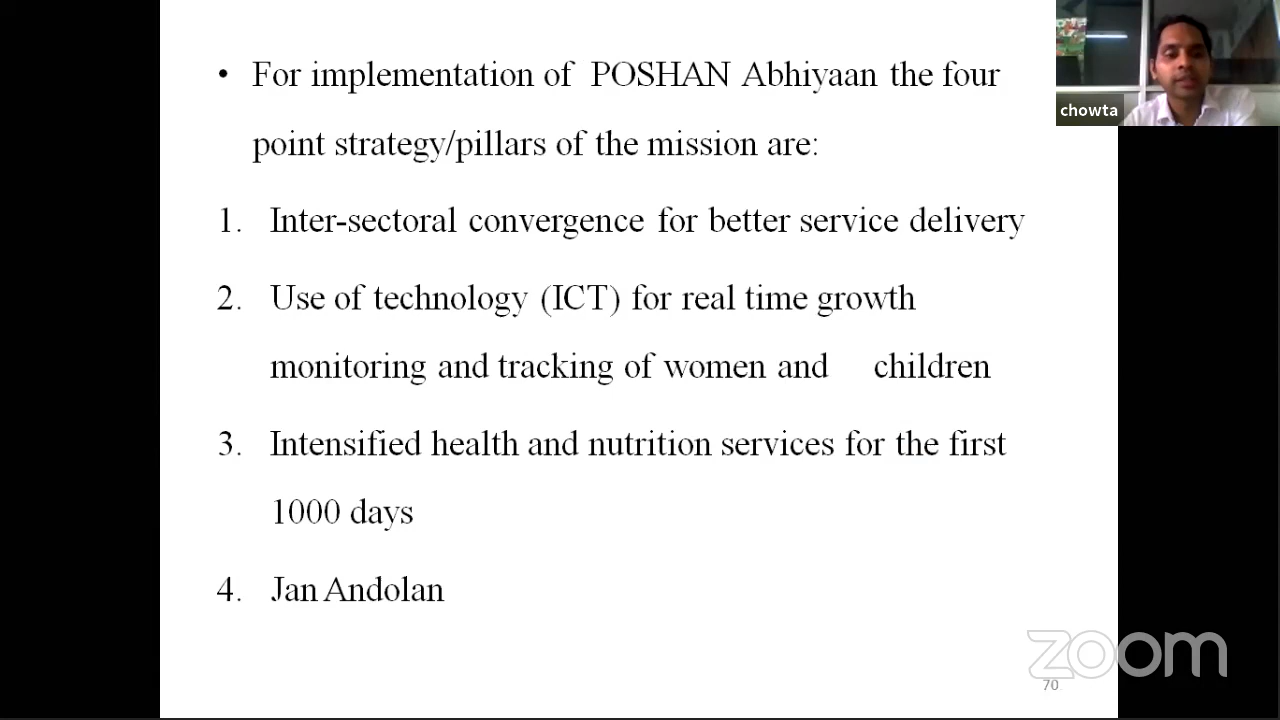 • For implementation of POSHAN Abhiyaan the four
point strategy/pillars of the mission are:
1. Inter-sectoral convergence for better service delivery
2. Use of technology (ICT) for real time growth
monitoring and tracking of women and children
3. Intensified health and nutrition services for the first
1000 days
4. Jan Andolan
chowta
zoom
70